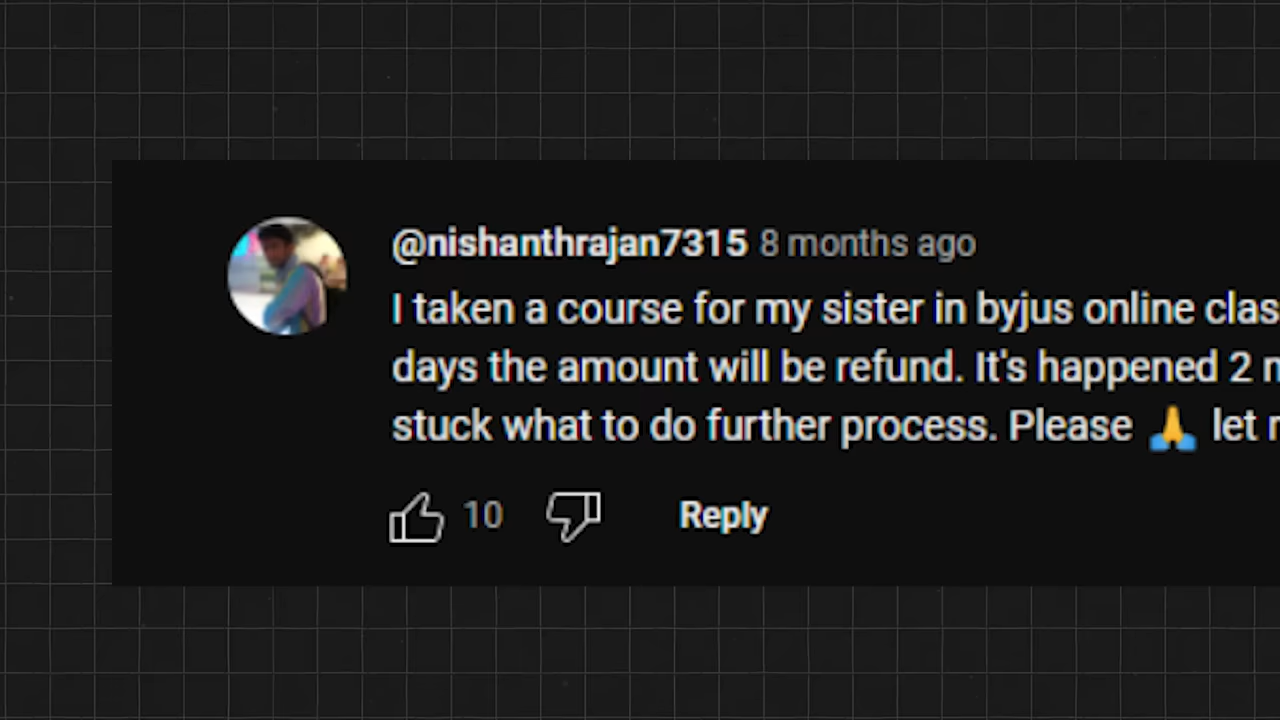 @nishanthrajan7315 8 months ago
I taken a course for my sister in byjus online
days the amount will be refund. It's happened 2
stuck what to do further process. Please 🙏 let
10 Reply